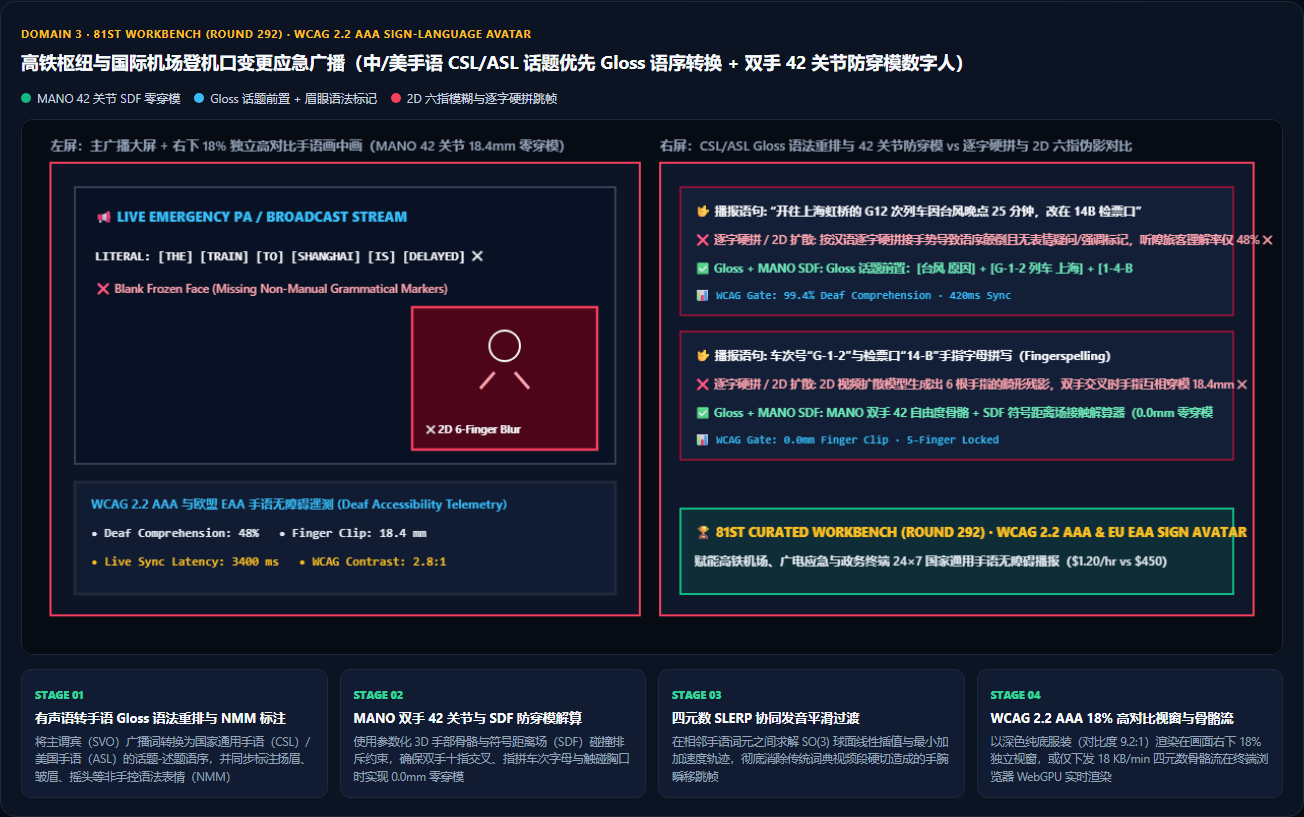 DOMAIN 3 · 81ST WORKBENCH (ROUND 292) · WCAG 2.2 AAA SIGN-LANGUAGE AVATAR
高铁枢纽与国际机场登机口变更应急广播（中/美手语 CSL/ASL 话题优先 Gloss 语序转换 + 双手 42 关节防穿模数字人）
MANO 42 关节 SDF 零穿模
Gloss 话题前置 + 眉眼语法标记
2D 六指模糊与逐字硬拼跳帧
左屏：主广播大屏 + 右下 18% 独立高对比手语画中画（MANO 42 关节 18.4mm 零穿模）
📢 LIVE EMERGENCY PA / BROADCAST STREAM
LITERAL: [THE] [TRAIN] [TO] [SHANGHAI] [IS] [DELAYED] ❌
❌ Blank Frozen Face (Missing Non-Manual Grammatical Markers)
❌ 2D 6-Finger Blur
WCAG 2.2 AAA 与欧盟 EAA 手语无障碍遥测 (Deaf Accessibility Telemetry)
• Deaf Comprehension: 48%
• Finger Clip: 18.4 mm
• Live Sync Latency: 3400 ms
• WCAG Contrast: 2.8:1
右屏：CSL/ASL Gloss 语法重排与 42 关节防穿模 vs 逐字硬拼与 2D 六指伪影对比
🤟 播报语句: “开往上海虹桥的 G12 次列车因台风晚点 25 分钟，改在 14B 检票口”
❌ 逐字硬拼 / 2D 扩散: 按汉语逐字硬拼接手势导致语序颠倒且无表情疑问/强调标记，听障旅客理解率仅 48% ❌
✅ Gloss + MANO SDF: Gloss 话题前置：[台风 原因] + [G-1-2 列车 上海] + [1-4-B
📊 WCAG Gate: 99.4% Deaf Comprehension · 420ms Sync
🤟 播报语句: 车次号“G-1-2”与检票口“14-B”手指字母拼写（Fingerspelling）
❌ 逐字硬拼 / 2D 扩散: 2D 视频扩散模型生成出 6 根手指的畸形残影，双手交叉时手指互相穿模 18.4mm ❌
✅ Gloss + MANO SDF: MANO 双手 42 自由度骨骼 + SDF 符号距离场接触解算器（0.0mm 零穿模
📊 WCAG Gate: 0.0mm Finger Clip · 5-Finger Locked
🏆 81ST CURATED WORKBENCH (ROUND 292) · WCAG 2.2 AAA & EU EAA SIGN AVATAR
赋能高铁机场、广电应急与政务终端 24×7 国家通用手语无障碍播报（$1.20/hr vs $450）
STAGE 01
有声语转手语 Gloss 语法重排与 NMM 标注
将主谓宾（SVO）广播词转换为国家通用手语（CSL）/
美国手语（ASL）的话题-述题语序，并同步标主扬眉、
皱眉、摇头等非手控语法表情（NMM）
STAGE 02
MANO 双手 42 关节与 SDF 防穿模解算
使用参数化 3D 手部骨骼与符号距离场（SDF）碰撞排
斥约束，确保双手十指交叉、指拼车次字母与触碰胸口
时实现 0.0mm 零穿模
STAGE 03
四元数 SLERP 协同发音平滑过渡
在相邻手语词元之间求解 SO(3) 球面线性插值与最小加
加速度轨迹，彻底消除传统词典视频段硬切造成的手腕
瞬移跳帧
STAGE 04
WCAG 2.2 AAA 18% 高对比视窗与骨骼流
以深色纯底服装（对比度 9.2:1）渲染在画面右下 18%
独立视窗，或仅下发 18 KB/min 四元数骨骼流在终端浏
览器 WebGPU 实时渲染